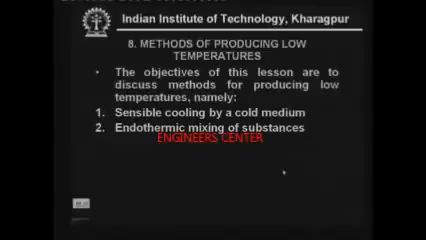 Indian Institute of Technology, Kharagpur
8. METHODS OF PRODUCING LOW
TEMPERATURES
• The objectives of this lesson are to
discuss methods for producing low
temperatures, namely:
1. Sensible cooling by a cold medium
2. Endothermic mixing of substances
ENGINEERS CENTER